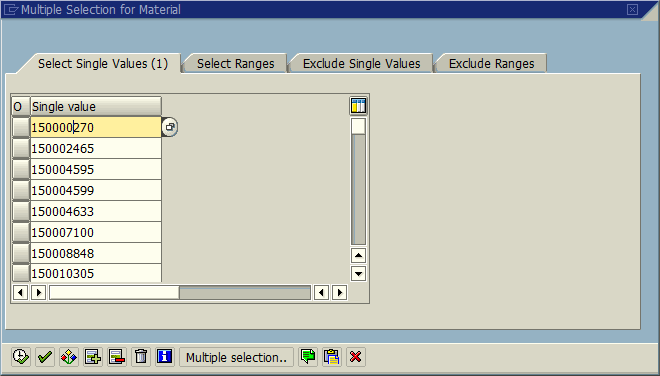 Multiple Selection for Material
Select Single Values (1) Select Ranges Exclude Single Values Exclude Ranges
O Single value
150000270
150002465
150004595
150004599
150004633
150007100
150008848
150010305
Multiple selection..